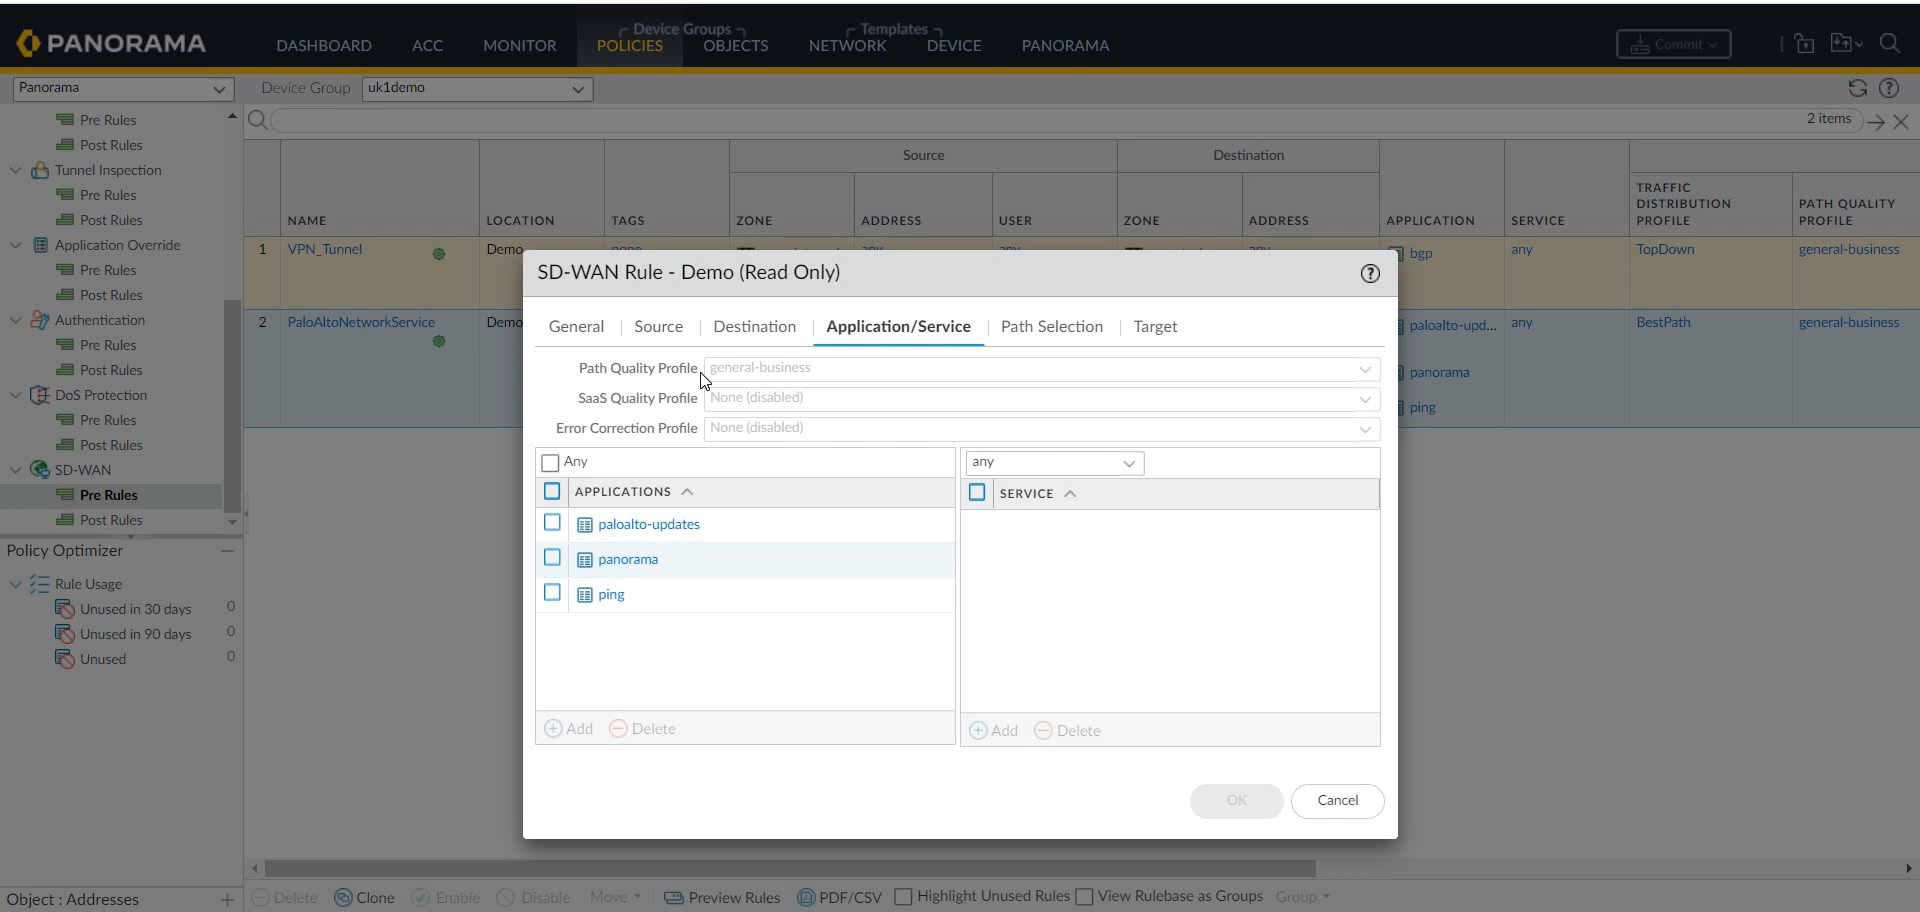 PANORAMA
DASHBOARD
ACC
MONITOR
Device Groups
POLICIES
OBJECTS
Templates
NETWORK
DEVICE
PANORAMA
Commit
Panorama
Device Group
uk1demo
Pre Rules
Post Rules
Tunnel Inspection
Pre Rules
Post Rules
Application Override
Pre Rules
Post Rules
Authentication
Pre Rules
Post Rules
DoS Protection
Pre Rules
Post Rules
SD-WAN
Pre Rules
Post Rules
Policy Optimizer
Rule Usage
Unused in 30 days 0
Unused in 90 days 0
Unused 0
Object : Addresses
2 items
Source
Destination
NAME
LOCATION
TAGS
ZONE
ADDRESS
USER
ZONE
ADDRESS
APPLICATION
SERVICE
TRAFFIC
DISTRIBUTION
PROFILE
PATH QUALITY
PROFILE
1 VPN_Tunnel Demo none any any any bgp any TopDown general-business
2 PaloAltoNetworkService Demo paloalto-upd... any BestPath general-business
panorama
ping
SD-WAN Rule - Demo (Read Only)
General
Source
Destination
Application/Service
Path Selection
Target
Path Quality Profile general-business
SaaS Quality Profile None (disabled)
Error Correction Profile None (disabled)
Any
APPLICATIONS
paloalto-updates
panorama
ping
Add
Delete
any
SERVICE
Add
Delete
OK
Cancel
Delete
Clone
Enable
Disable
Move
Preview Rules
PDF/CSV
Highlight Unused Rules
View Rulebase as Groups
Group